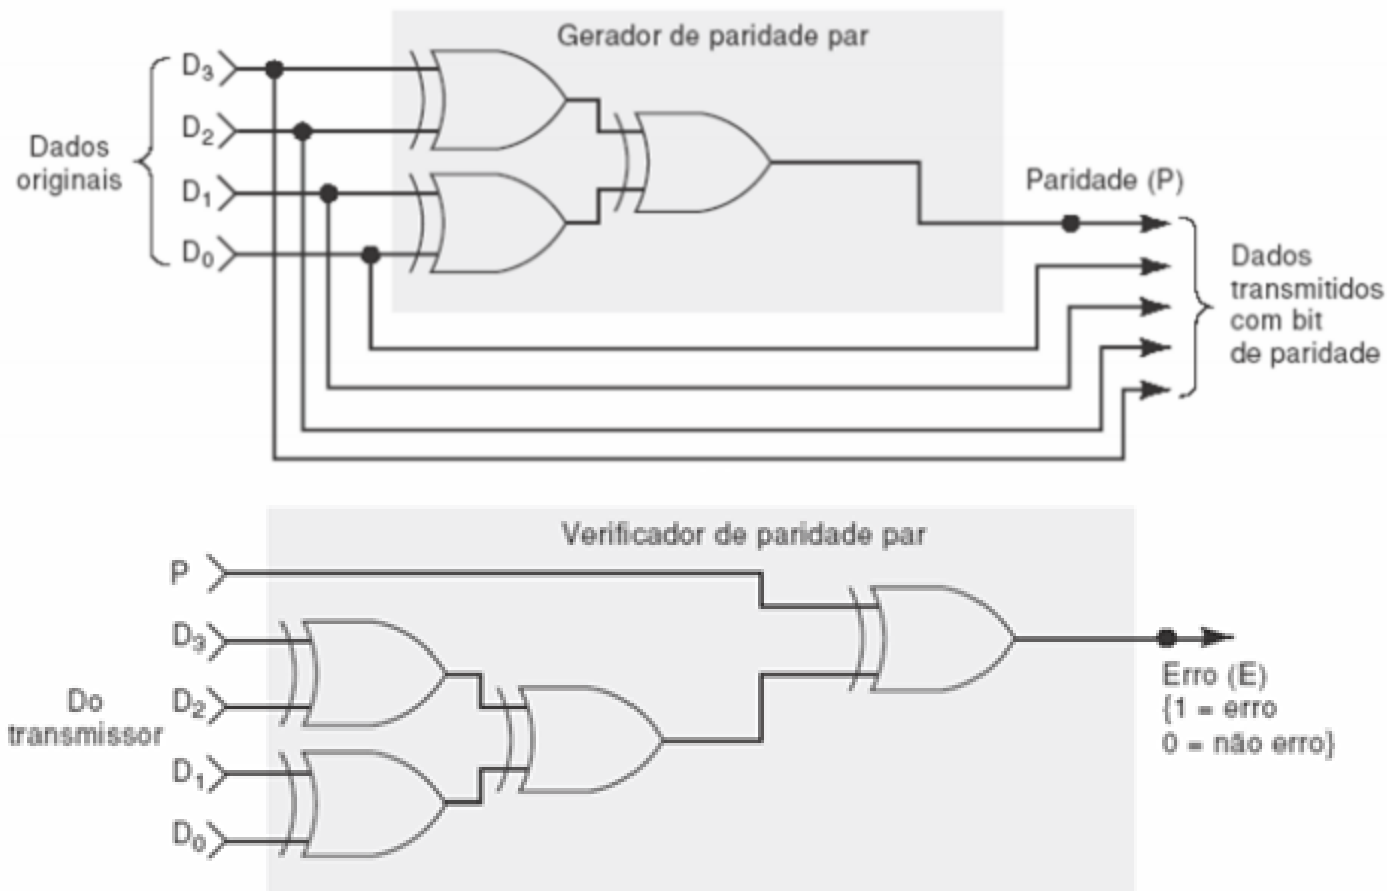 Gerador de paridade par
D3
D2
D1
D0
Dados
originais
Paridade (P)
Dados
transmitidos
com bit
de paridade
Verificador de paridade par
P
D3
D2
D1
D0
Do
transmissor
Erro (E)
{1 = erro
0 = não erro}